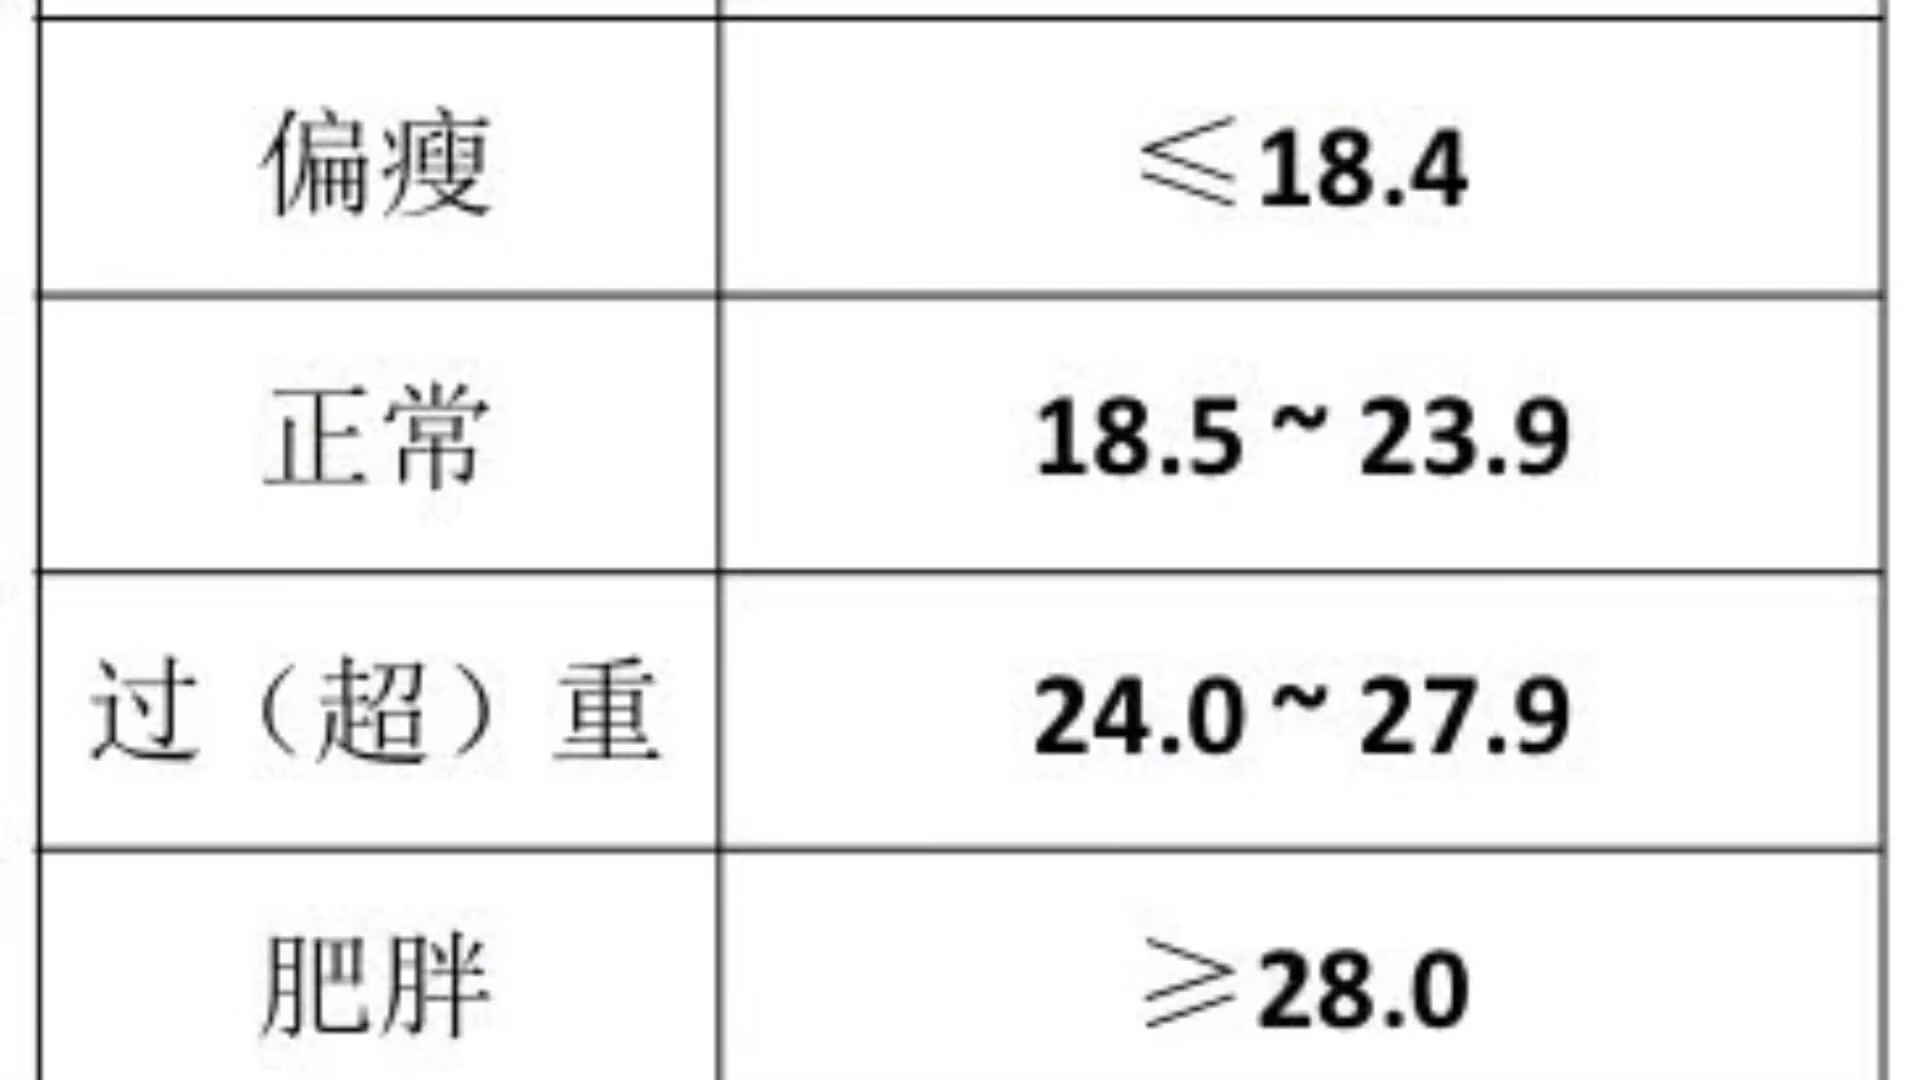 偏瘦 ≤18.4
正常 18.5 ~ 23.9
过（超）重 24.0 ~ 27.9
肥胖 ≥28.0